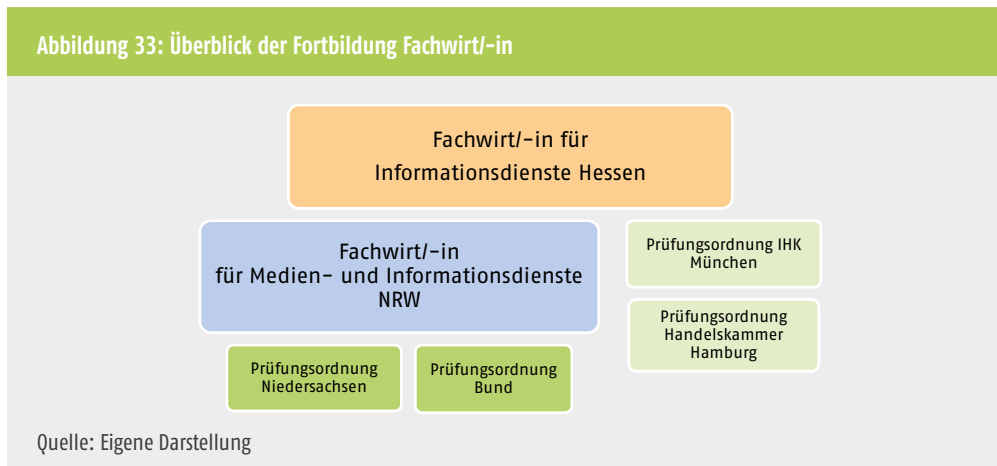 Abbildung 33: Überblick der Fortbildung Fachwirt/-in
Fachwirt/-in für
Informationsdienste Hessen
Fachwirt/-in
für Medien- und Informationsdienste
NRW
Prüfungsordnung IHK
München
Prüfungsordnung
Handelskammer
Hamburg
Prüfungsordnung
Niedersachsen
Prüfungsordnung
Bund
Quelle: Eigene Darstellung